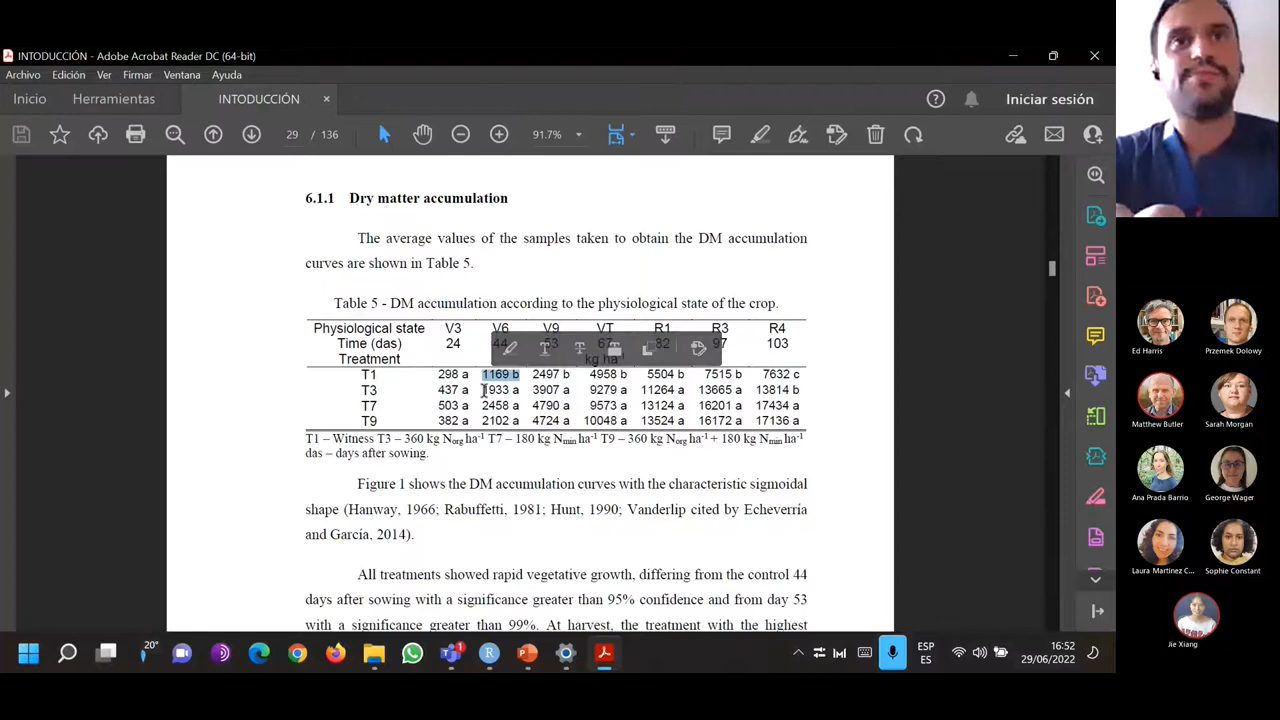 INTODUCCIÓN - Adobe Acrobat Reader DC (64-bit)
Archivo Edición Ver Firmar Ventana Ayuda
Inicio Herramientas INTODUCCIÓN × Iniciar sesión
29 / 136 91.7%
6.1.1 Dry matter accumulation
The average values of the samples taken to obtain the DM accumulation
curves are shown in Table 5.
Table 5 - DM accumulation according to the physiological state of the crop.
Physiological state V3 V6 V9 VT R1 R3 R4
Time (das) 24 44 53 67 82 97 103
Treatment kg ha-1
T1 298 a 1169 b 2497 b 4958 b 5504 b 7515 b 7632 c
T3 437 a 1933 a 3907 a 9279 a 11264 a 13665 a 13814 b
T7 503 a 2458 a 4790 a 9573 a 13124 a 16201 a 17434 a
T9 382 a 2102 a 4724 a 10048 a 13524 a 16172 a 17136 a
T1 – Witness T3 – 360 kg Norg ha-1 T7 – 180 kg Nmin ha-1 T9 – 360 kg Norg ha-1 + 180 kg Nmin ha-1
das – days after sowing.
Figure 1 shows the DM accumulation curves with the characteristic sigmoidal
shape (Hanway, 1966; Rabuffetti, 1981; Hunt, 1990; Vanderlip cited by Echeverría
and García, 2014).
All treatments showed rapid vegetative growth, differing from the control 44
days after sowing with a significance greater than 95% confidence and from day 53
with a significance greater than 99%. At harvest, the treatment with the highest
20°
ESP
ES
16:52
29/06/2022
Ed Harris Przemek Dolowy
Matthew Butler Sarah Morgan
Ana Prada Barrio George Wager
Laura Martinez C... Sophie Constant
Jie Xiang